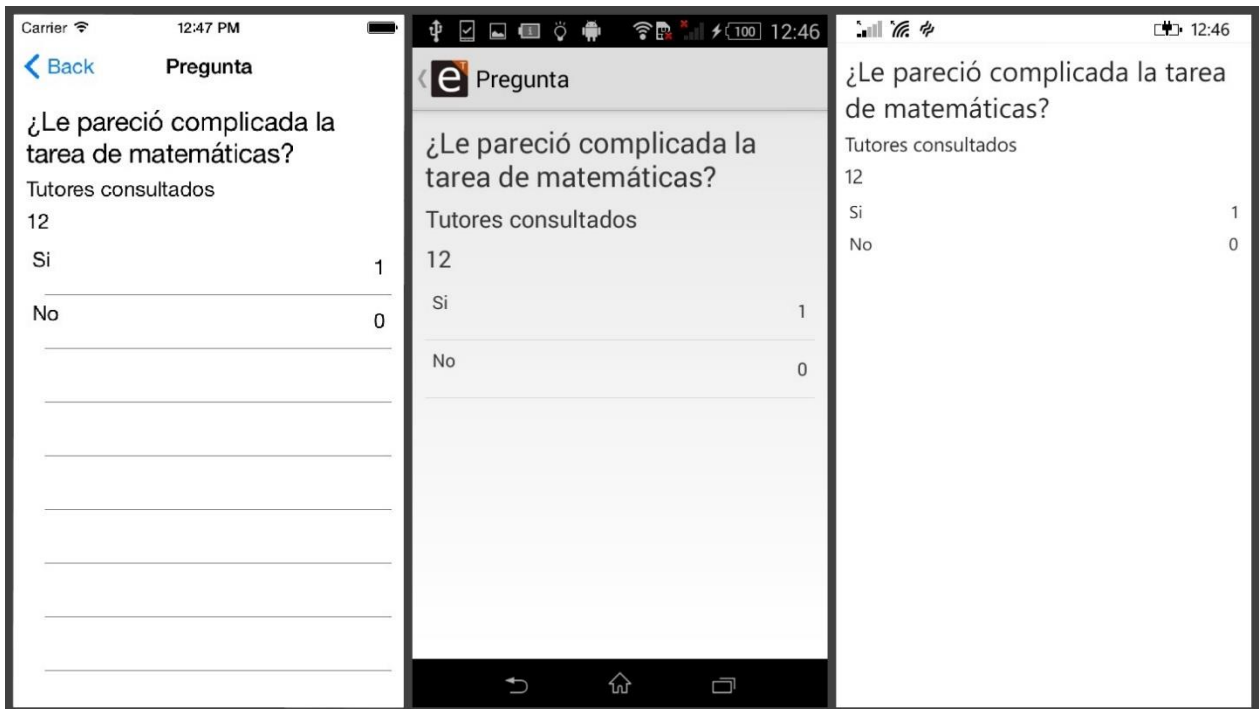 Carrier 12:47 PM
Back Pregunta
¿Le pareció complicada la
tarea de matemáticas?
Tutores consultados
12
Si 1
No 0
100 12:46
e T Pregunta
¿Le pareció complicada la
tarea de matemáticas?
Tutores consultados
12
Si 1
No 0
12:46
¿Le pareció complicada la tarea
de matemáticas?
Tutores consultados
12
Si 1
No 0